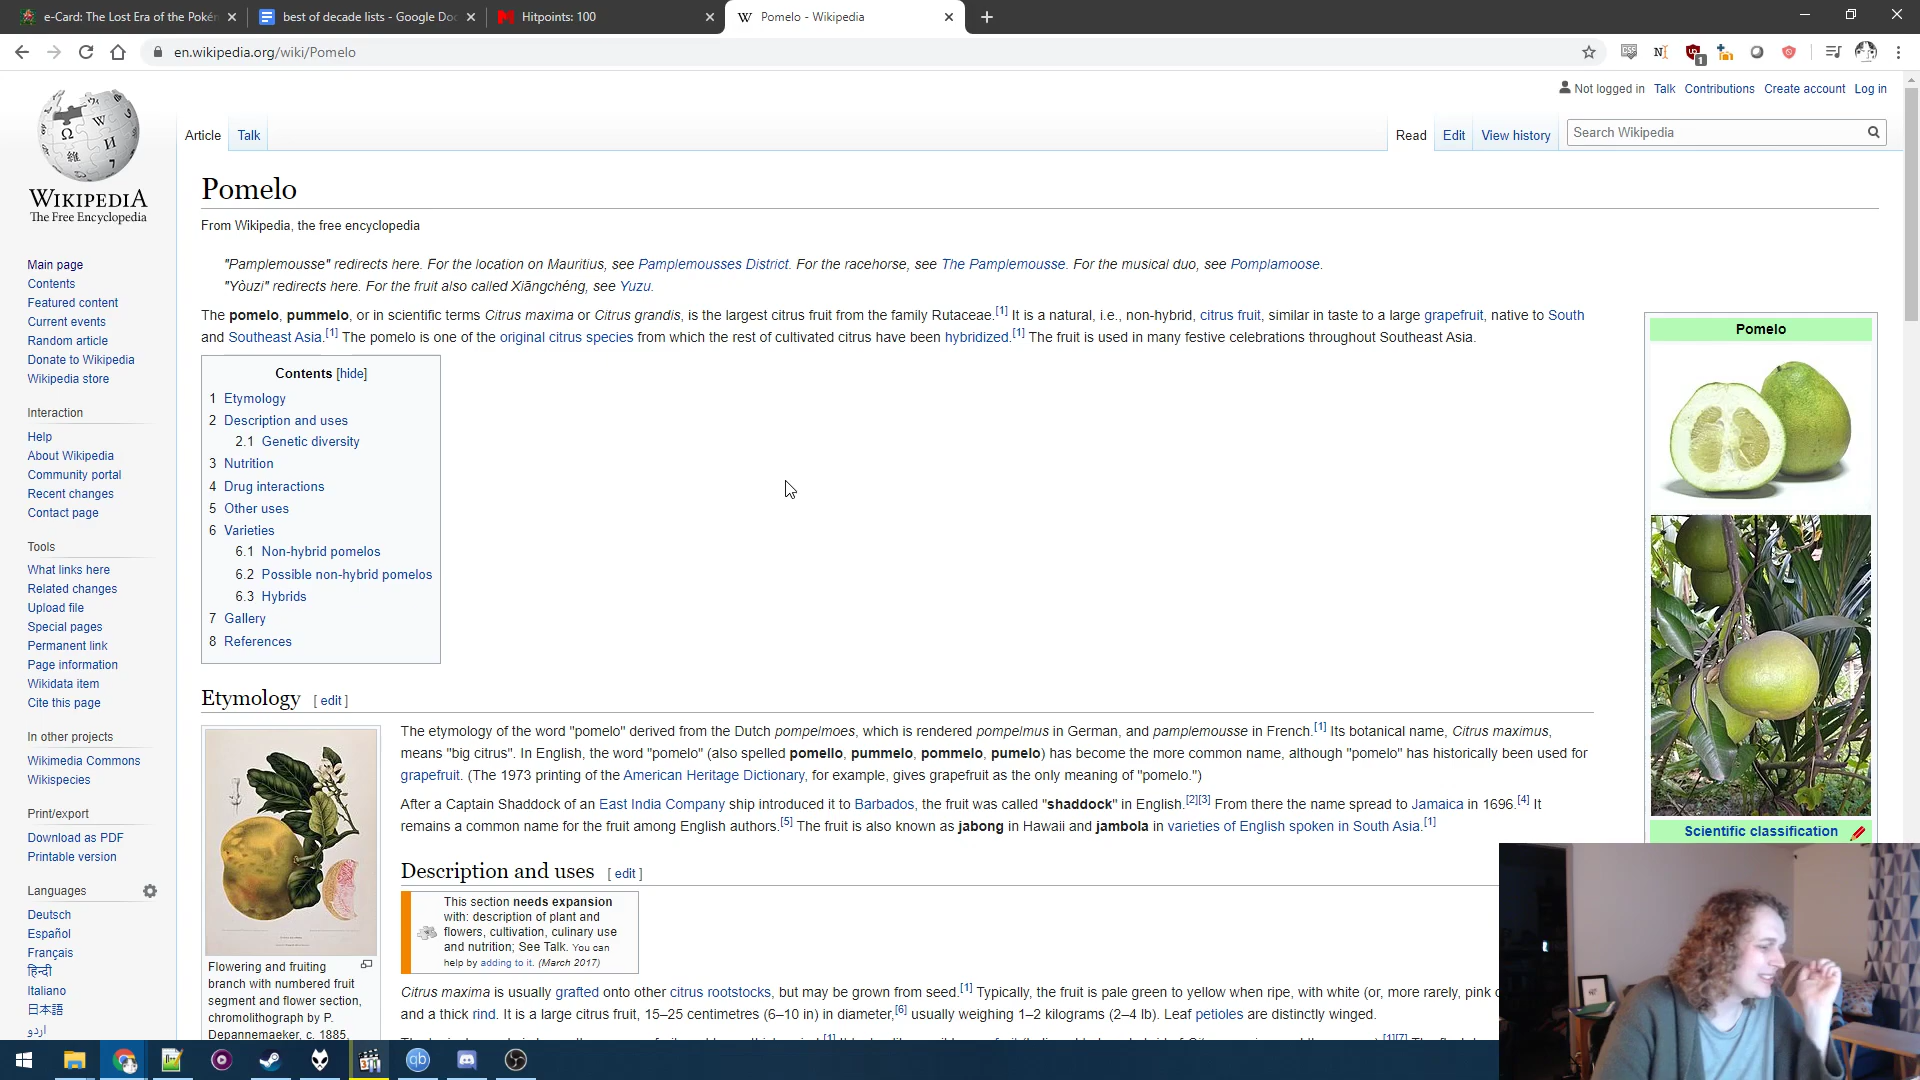 e-Card: The Lost Era of the Poké
best of decade lists - Google Doc
Hitpoints: 100
Pomelo - Wikipedia
en.wikipedia.org/wiki/Pomelo
Not logged in Talk Contributions Create account Log in
Article Talk
Read Edit View history Search Wikipedia
WIKIPEDIA
The Free Encyclopedia
Main page
Contents
Featured content
Current events
Random article
Donate to Wikipedia
Wikipedia store
Interaction
Help
About Wikipedia
Community portal
Recent changes
Contact page
Tools
What links here
Related changes
Upload file
Special pages
Permanent link
Page information
Wikidata item
Cite this page
In other projects
Wikimedia Commons
Wikispecies
Print/export
Download as PDF
Printable version
Languages
Deutsch
Español
Français
हिन्दी
Italiano
日本語
اردو
Pomelo
From Wikipedia, the free encyclopedia
"Pamplemousse" redirects here. For the location on Mauritius, see Pamplemousses District. For the racehorse, see The Pamplemousse. For the musical duo, see Pomplamoose.
"Yòuzi" redirects here. For the fruit also called Xiāngchéng, see Yuzu.
The pomelo, pummelo, or in scientific terms Citrus maxima or Citrus grandis, is the largest citrus fruit from the family Rutaceae.[1] It is a natural, i.e., non-hybrid, citrus fruit, similar in taste to a large grapefruit, native to South
and Southeast Asia.[1] The pomelo is one of the original citrus species from which the rest of cultivated citrus have been hybridized.[1] The fruit is used in many festive celebrations throughout Southeast Asia.
Contents [hide]
1 Etymology
2 Description and uses
2.1 Genetic diversity
3 Nutrition
4 Drug interactions
5 Other uses
6 Varieties
6.1 Non-hybrid pomelos
6.2 Possible non-hybrid pomelos
6.3 Hybrids
7 Gallery
8 References
Pomelo
Scientific classification
Etymology [ edit ]
The etymology of the word "pomelo" derived from the Dutch pompelmoes, which is rendered pompelmus in German, and pamplemousse in French.[1] Its botanical name, Citrus maximus,
means "big citrus". In English, the word "pomelo" (also spelled pomello, pummelo, pommelo, pumelo) has become the more common name, although "pomelo" has historically been used for
grapefruit. (The 1973 printing of the American Heritage Dictionary, for example, gives grapefruit as the only meaning of "pomelo.")
After a Captain Shaddock of an East India Company ship introduced it to Barbados, the fruit was called "shaddock" in English.[2][3] From there the name spread to Jamaica in 1696.[4] It
remains a common name for the fruit among English authors.[5] The fruit is also known as jabong in Hawaii and jambola in varieties of English spoken in South Asia.[1]
Flowering and fruiting
branch with numbered fruit
segment and flower section,
chromolithograph by P.
Depannemaeker, c. 1885,
Description and uses [ edit ]
This section needs expansion
with: description of plant and
flowers, cultivation, culinary use
and nutrition; See Talk. You can
help by adding to it. (March 2017)
Citrus maxima is usually grafted onto other citrus rootstocks, but may be grown from seed.[1] Typically, the fruit is pale green to yellow when ripe, with white (or, more rarely, pink
and a thick rind. It is a large citrus fruit, 15–25 centimetres (6–10 in) in diameter,[6] usually weighing 1–2 kilograms (2–4 lb). Leaf petioles are distinctly winged.